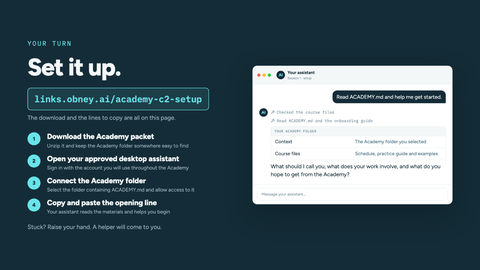 YOUR TURN
Set it up.
links.obney.ai/academy-c2-setup
The download and the lines to copy are all on this page.
1 Download the Academy packet
Unzip it and keep the Academy folder somewhere easy to find
2 Open your approved desktop assistant
Sign in with the account you will use throughout the Academy
3 Connect the Academy folder
Select the folder containing ACADEMY.md and allow access to it
4 Copy and paste the opening line
Your assistant reads the materials and helps you begin
Stuck? Raise your hand. A helper will come to you.
Your assistant
Session 1 · setup
Read ACADEMY.md and help me get started.
Checked the course files
Read ACADEMY.md and the onboarding guide
YOUR ACADEMY FOLDER
Context The Academy folder you selected
Course files Schedule, practice guide and examples
What should I call you, what does your work involve, and what do you
hope to get from the Academy?
Message your assistant...